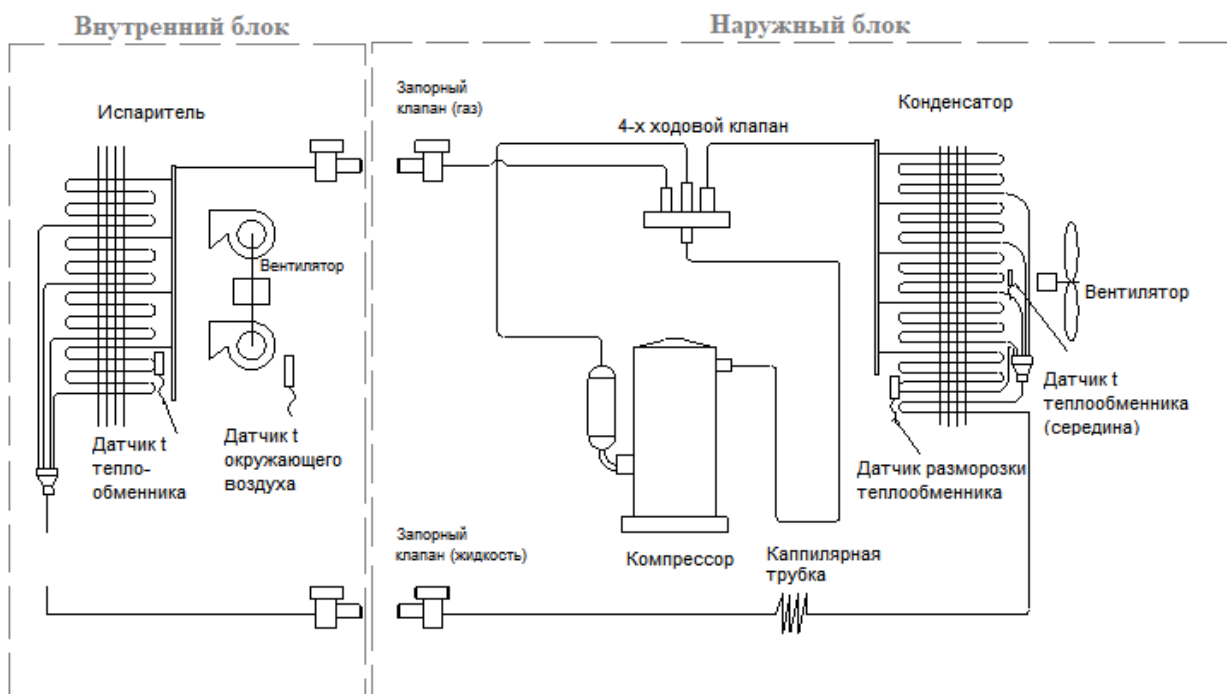 Внутренний блок
Наружный блок
Испаритель
Запорный
клапан (газ)
4-х ходовой клапан
Конденсатор
Вентилятор
Вентилятор
Датчик t
тепло-
обменника
Датчик t
окружающего
воздуха
Датчик t
теплообменника
(середина)
Датчик разморозки
теплообменника
Запорный
клапан (жидкость)
Компрессор
Каппилярная
трубка